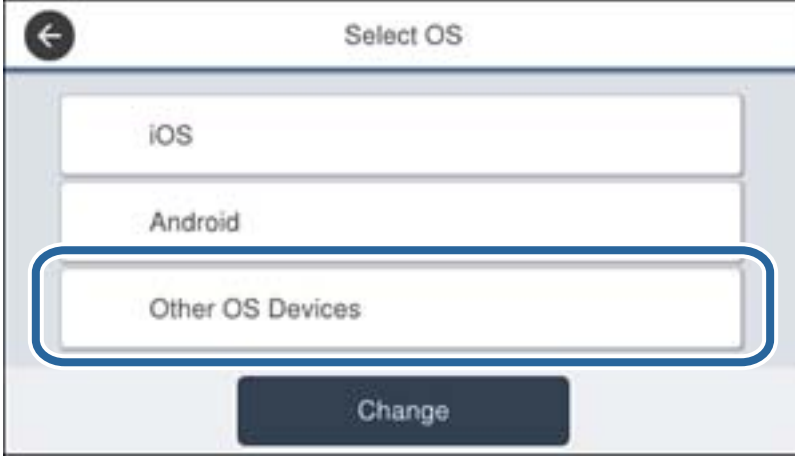 Select OS
iOS
Android
Other OS Devices
Change